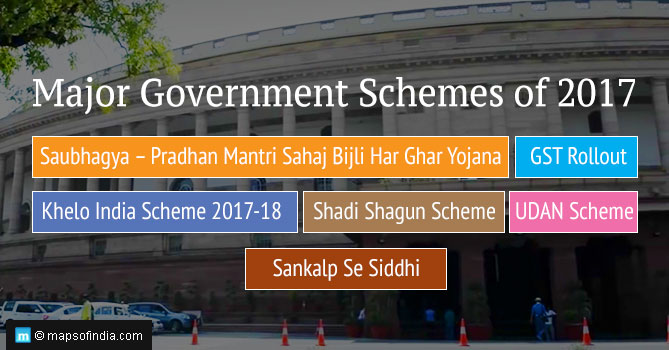 Major Government Schemes of 2017
Saubhagya – Pradhan Mantri Sahaj Bijli Har Ghar Yojana
GST Rollout
Khelo India Scheme 2017-18
Shadi Shagun Scheme
UDAN Scheme
Sankalp Se Siddhi
© mapsofindia.com